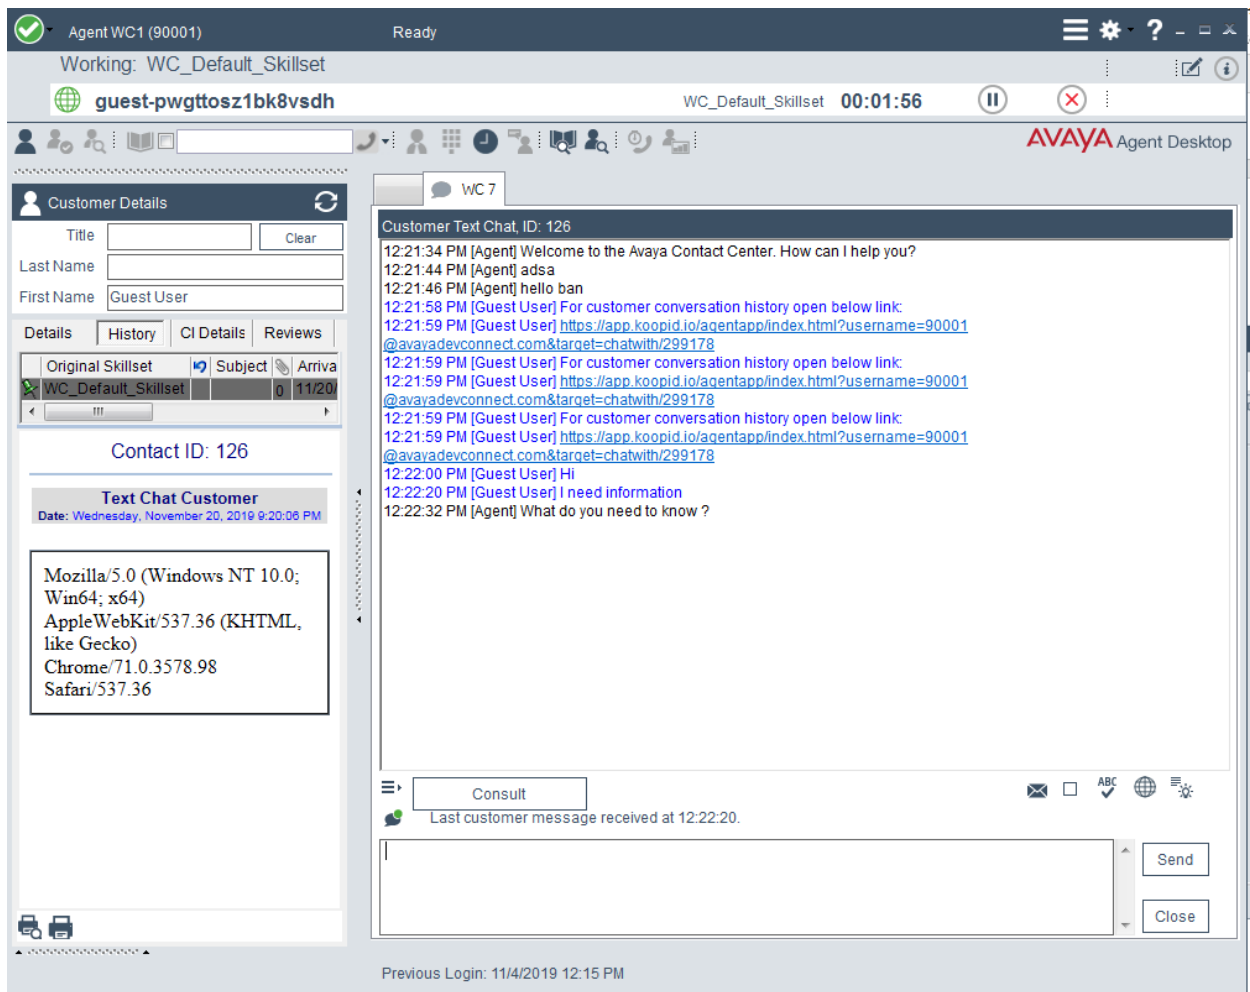 Agent WC1 (90001)
Ready
?
Working: WC_Default_Skillset
guest-pwgttosz1bk8vsdh
WC_Default_Skillset 00:01:56
AVAYA Agent Desktop
Customer Details
Title
Clear
Last Name
First Name Guest User
Details History CI Details Reviews
Original Skillset Subject Arriva
WC_Default_Skillset 0 11/20/
Contact ID: 126
Text Chat Customer
Date: Wednesday, November 20, 2019 9:20:06 PM
Mozilla/5.0 (Windows NT 10.0;
Win64; x64)
AppleWebKit/537.36 (KHTML,
like Gecko)
Chrome/71.0.3578.98
Safari/537.36
WC 7
Customer Text Chat, ID: 126
12:21:34 PM [Agent] Welcome to the Avaya Contact Center. How can I help you?
12:21:44 PM [Agent] adsa
12:21:46 PM [Agent] hello ban
12:21:58 PM [Guest User] For customer conversation history open below link:
12:21:59 PM [Guest User] https://app.koopid.io/agentapp/index.html?username=90001
@avayadevconnect.com&target=chatwith/299178
12:21:59 PM [Guest User] For customer conversation history open below link:
12:21:59 PM [Guest User] https://app.koopid.io/agentapp/index.html?username=90001
@avayadevconnect.com&target=chatwith/299178
12:21:59 PM [Guest User] For customer conversation history open below link:
12:21:59 PM [Guest User] https://app.koopid.io/agentapp/index.html?username=90001
@avayadevconnect.com&target=chatwith/299178
12:22:00 PM [Guest User] Hi
12:22:20 PM [Guest User] I need information
12:22:32 PM [Agent] What do you need to know ?
Consult
ABC
Last customer message received at 12:22:20.
Send
Close
Previous Login: 11/4/2019 12:15 PM